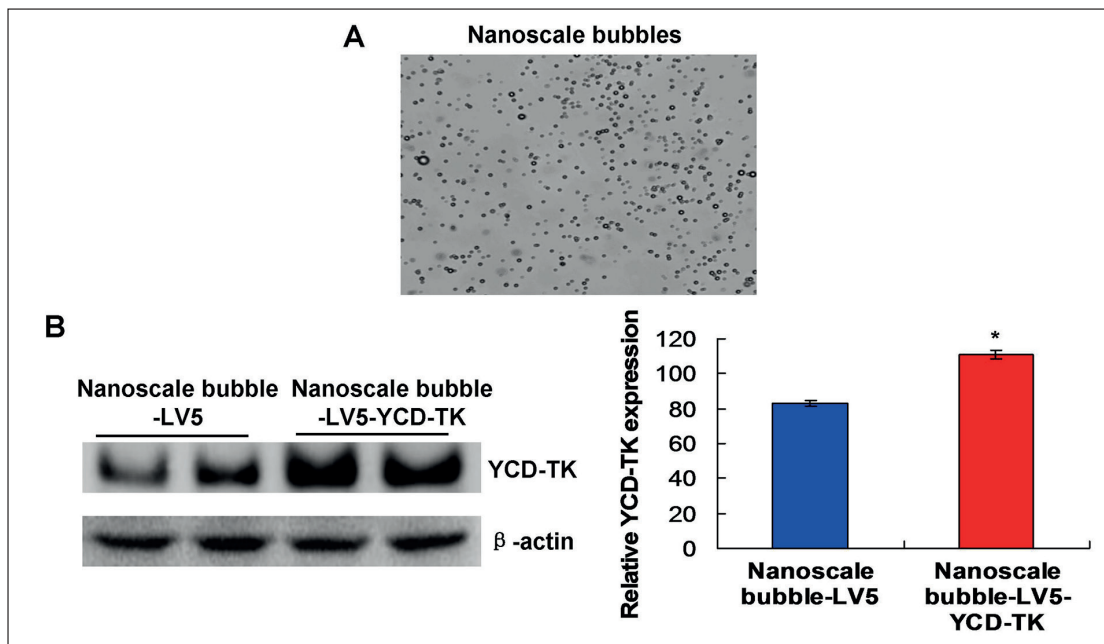 A
Nanoscale bubbles
B
Nanoscale bubble
-LV5
Nanoscale bubble
-LV5-YCD-TK
YCD-TK
β-actin
Relative YCD-TK expression
120
100
80
60
40
20
0
*
Nanoscale
bubble-LV5
Nanoscale
bubble-LV5-
YCD-TK